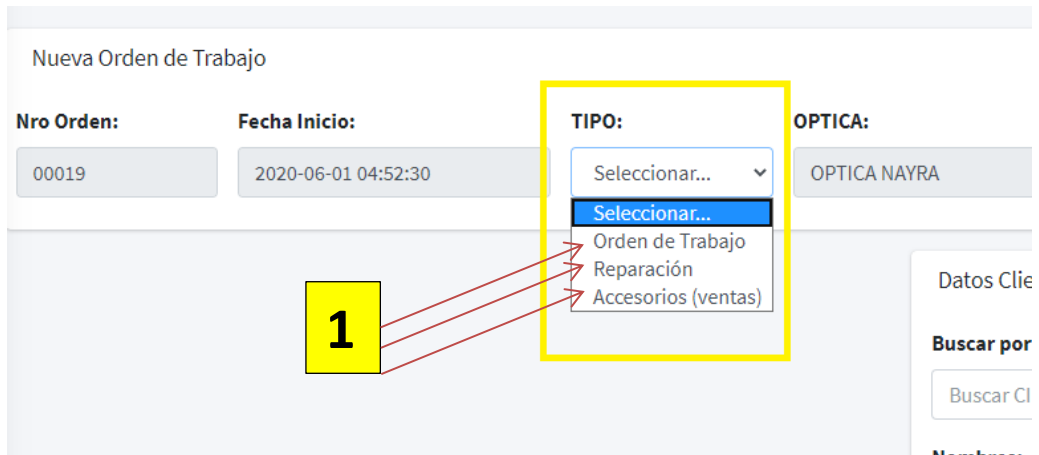 Nueva Orden de Trabajo
Nro Orden: Fecha Inicio: TIPO: OPTICA:
00019 2020-06-01 04:52:30 Seleccionar... OPTICA NAYRA
Seleccionar...
Orden de Trabajo
Reparación
Accesorios (ventas)
1
Datos Clie
Buscar por
Buscar Cl